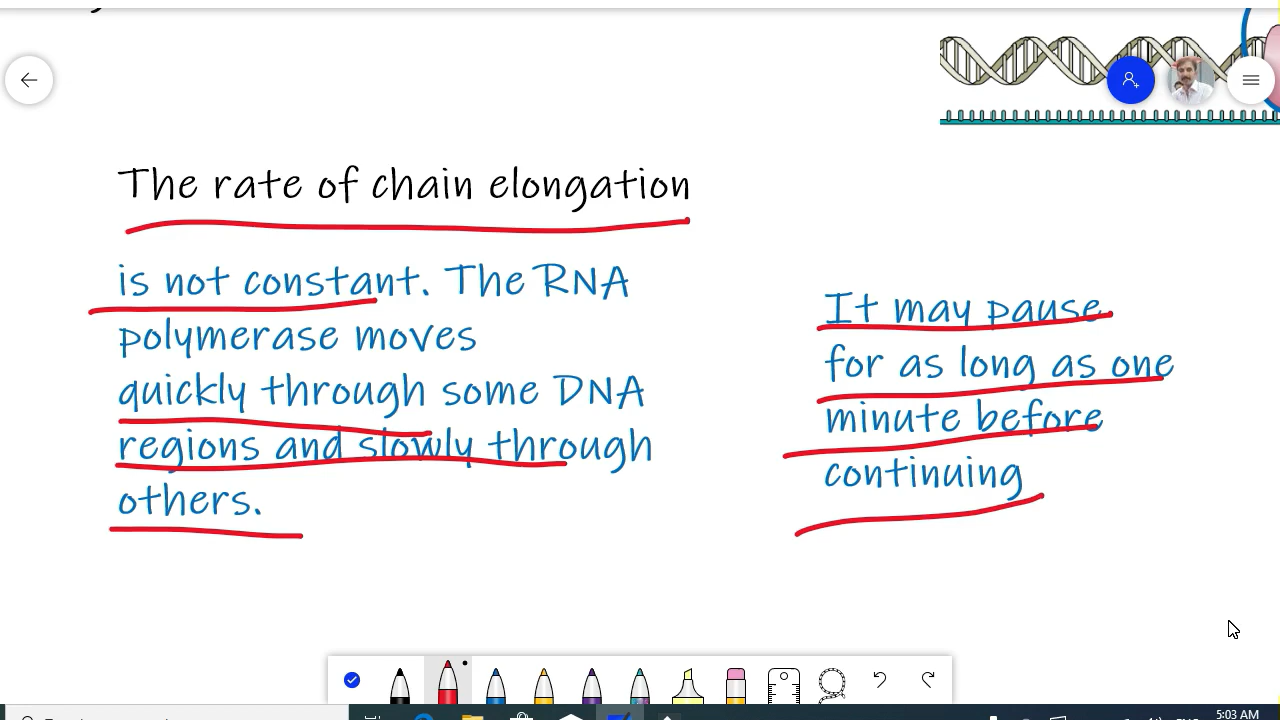 The rate of chain elongation
is not constant. The RNA
polymerase moves
quickly through some DNA
regions and slowly through
others.
It may pause
for as long as one
minute before
continuing
5:03 AM